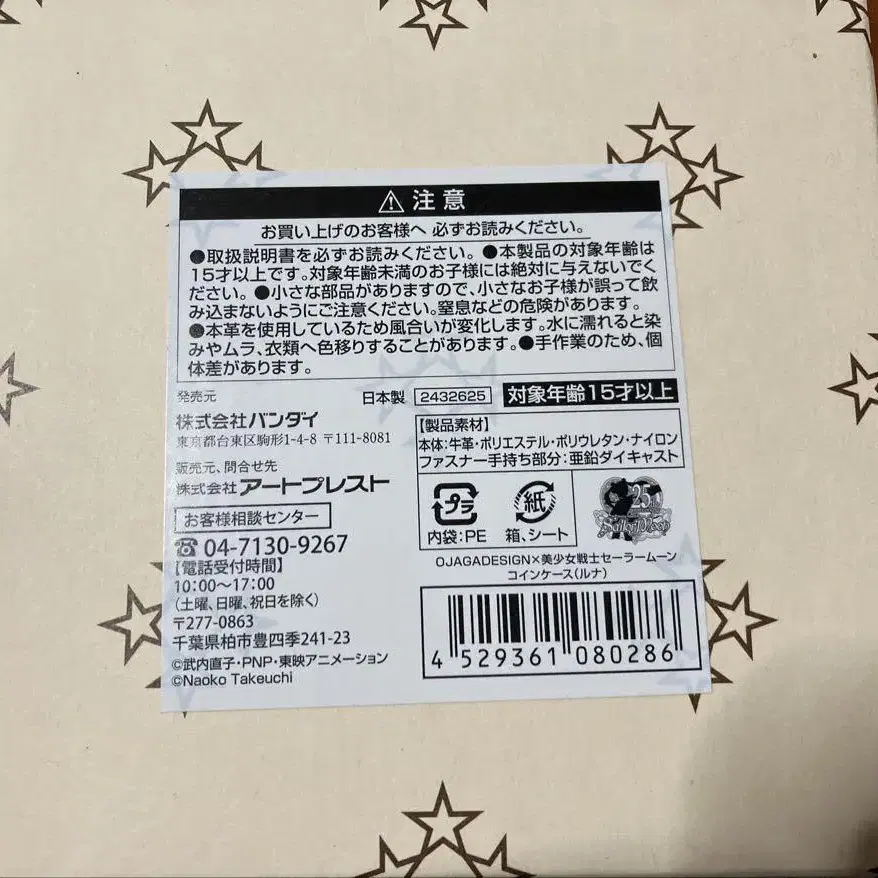 ⚠注意
お買い上げのお客様へ 必ずお読みください。
●取扱説明書を必ずお読みください。●本製品の対象年齢は
15才以上です。対象年齢未満のお子様には絶対に与えないでく
ださい。●小さな部品がありますので、小さなお子様が誤って飲
み込まないようにご注意ください。窒息などの危険があります。
●本革を使用しているため風合いが変化します。水に濡れると染
みやムラ、衣類へ色移りすることがあります。●手作業のため、個
体差があります。
発売元
日本製 2432625 対象年齢15才以上
株式会社バンダイ
東京都台東区駒形1-4-8 〒111-8081
販売元、問合せ先
株式会社アートプレスト
お客様相談センター
☎04-7130-9267
【電話受付時間】
10:00〜17:00
(土曜、日曜、祝日を除く)
〒277-0863
千葉県柏市豊四季241-23
©武内直子・PNP・東映アニメーション
©Naoko Takeuchi
【製品素材】
本体:牛革・ポリエステル・ポリウレタン・ナイロン
ファスナー手持ち部分:亜鉛ダイキャスト
プラ 紙
内袋:PE 箱、シート
25th
Sailor Moon
OJAGADESIGN×美少女戦士セーラームーン
コインケース(ルナ)
4 529361 080286